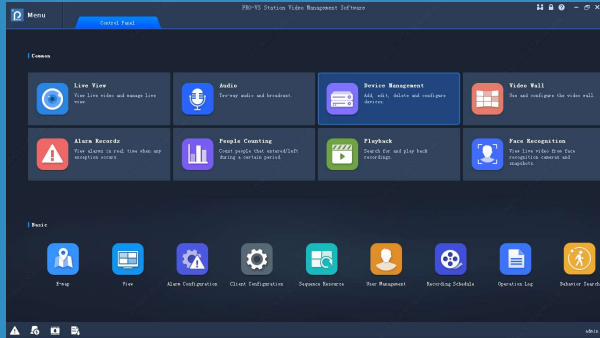 PRO-VS Station Video Management Software
Menu
Control Panel
Common
Live View
View live video and manage live
view.
Audio
Two-way audio and broadcast.
Device Management
Add, edit, delete and configure
devices.
Video Wall
Use and configure the video wall
Alarm Records
View alarms in real time when any
exception occurs
People Counting
Count people that entered/left
during a certain period.
Playback
Search for and play back
recordings.
Face Recognition
View live video from face
recognition cameras and
snapshots.
Basic
E-map
View
Alarm Configuration
Client Configuration
Sequence Resource
User Management
Recording Schedule
Operation Log
Behavior Search
admin